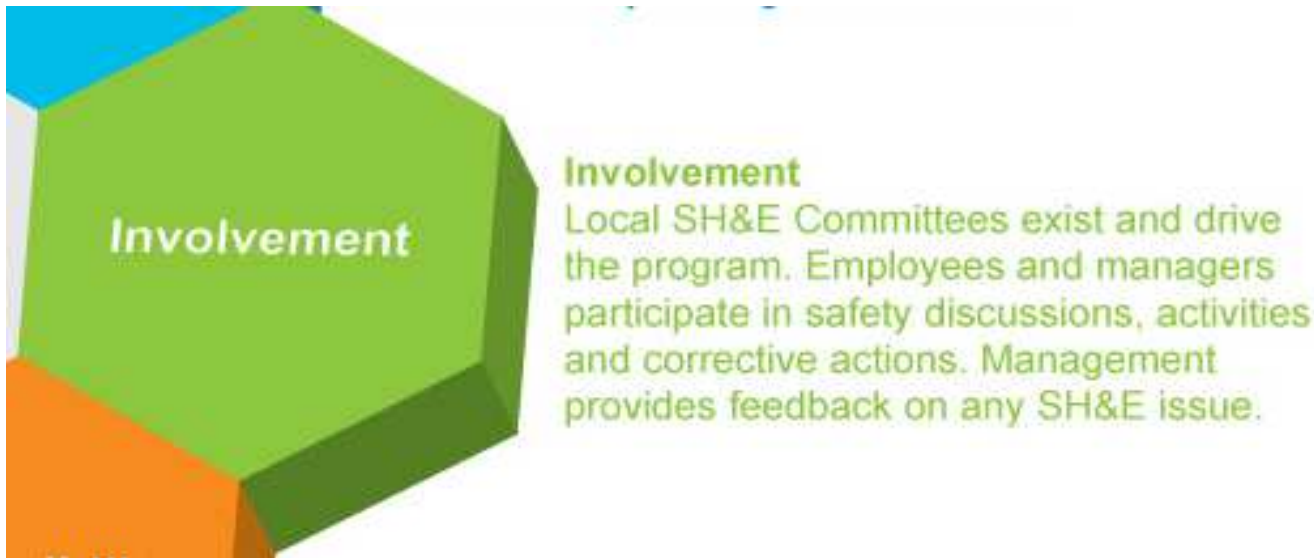 Involvement
Involvement
Local SH&E Committees exist and drive
the program. Employees and managers
participate in safety discussions, activities
and corrective actions. Management
provides feedback on any SH&E issue.